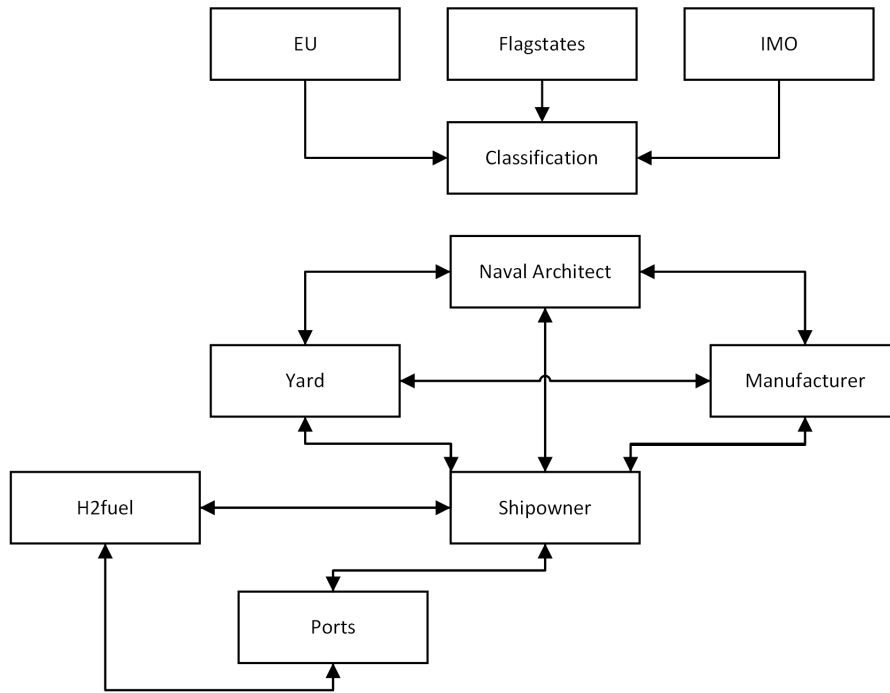 EU
Flagstates
IMO
Classification
Naval Architect
Yard
Manufacturer
H2fuel
Shipowner
Ports